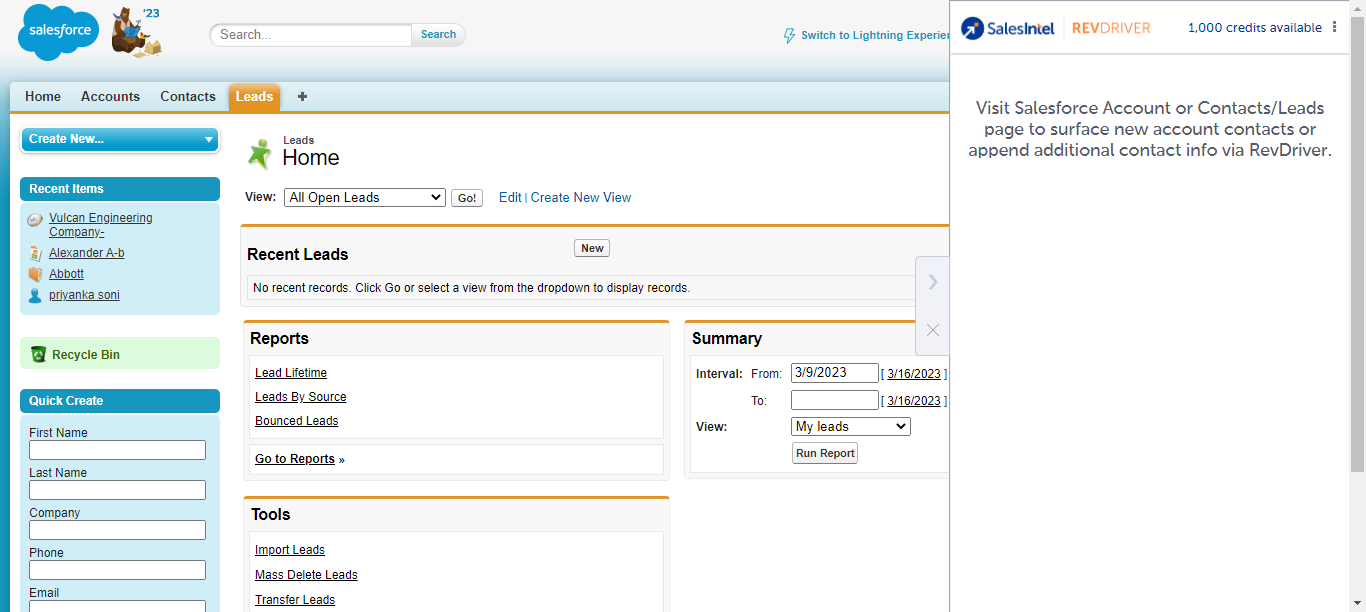 salesforce
'23
Search...
Search
Switch to Lightning Experien
SalesIntel
REVDRIVER
1,000 credits available
Home
Accounts
Contacts
Leads
+
Create New...
Recent Items
Vulcan Engineering
Company-
Alexander A-b
Abbott
priyanka soni
Recycle Bin
Quick Create
First Name
Last Name
Company
Phone
Email
Leads
Home
View:
All Open Leads
Go!
Edit | Create New View
Recent Leads
New
No recent records. Click Go or select a view from the dropdown to display records.
Reports
Lead Lifetime
Leads By Source
Bounced Leads
Go to Reports »
Tools
Import Leads
Mass Delete Leads
Transfer Leads
Summary
Interval: From: 3/9/2023 [ 3/16/2023 ]
To: [ 3/16/2023 ]
View: My leads
Run Report
Visit Salesforce Account or Contacts/Leads
page to surface new account contacts or
append additional contact info via RevDriver.